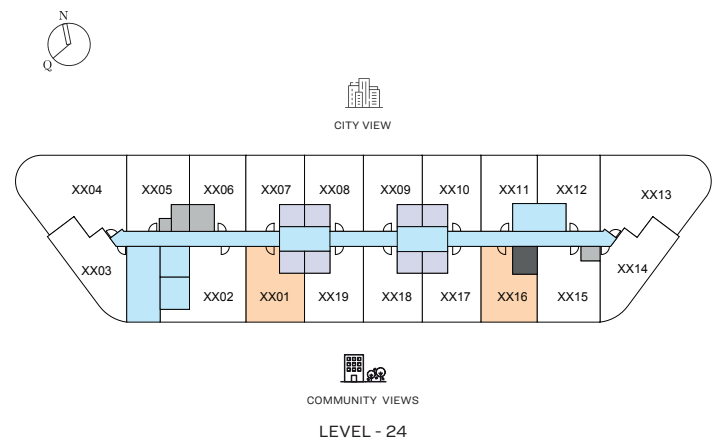 N
Q
CITY VIEW
XX04 XX05 XX06 XX07 XX08 XX09 XX10 XX11 XX12 XX13
XX03 XX02 XX01 XX19 XX18 XX17 XX16 XX15 XX14
COMMUNITY VIEWS
LEVEL - 24